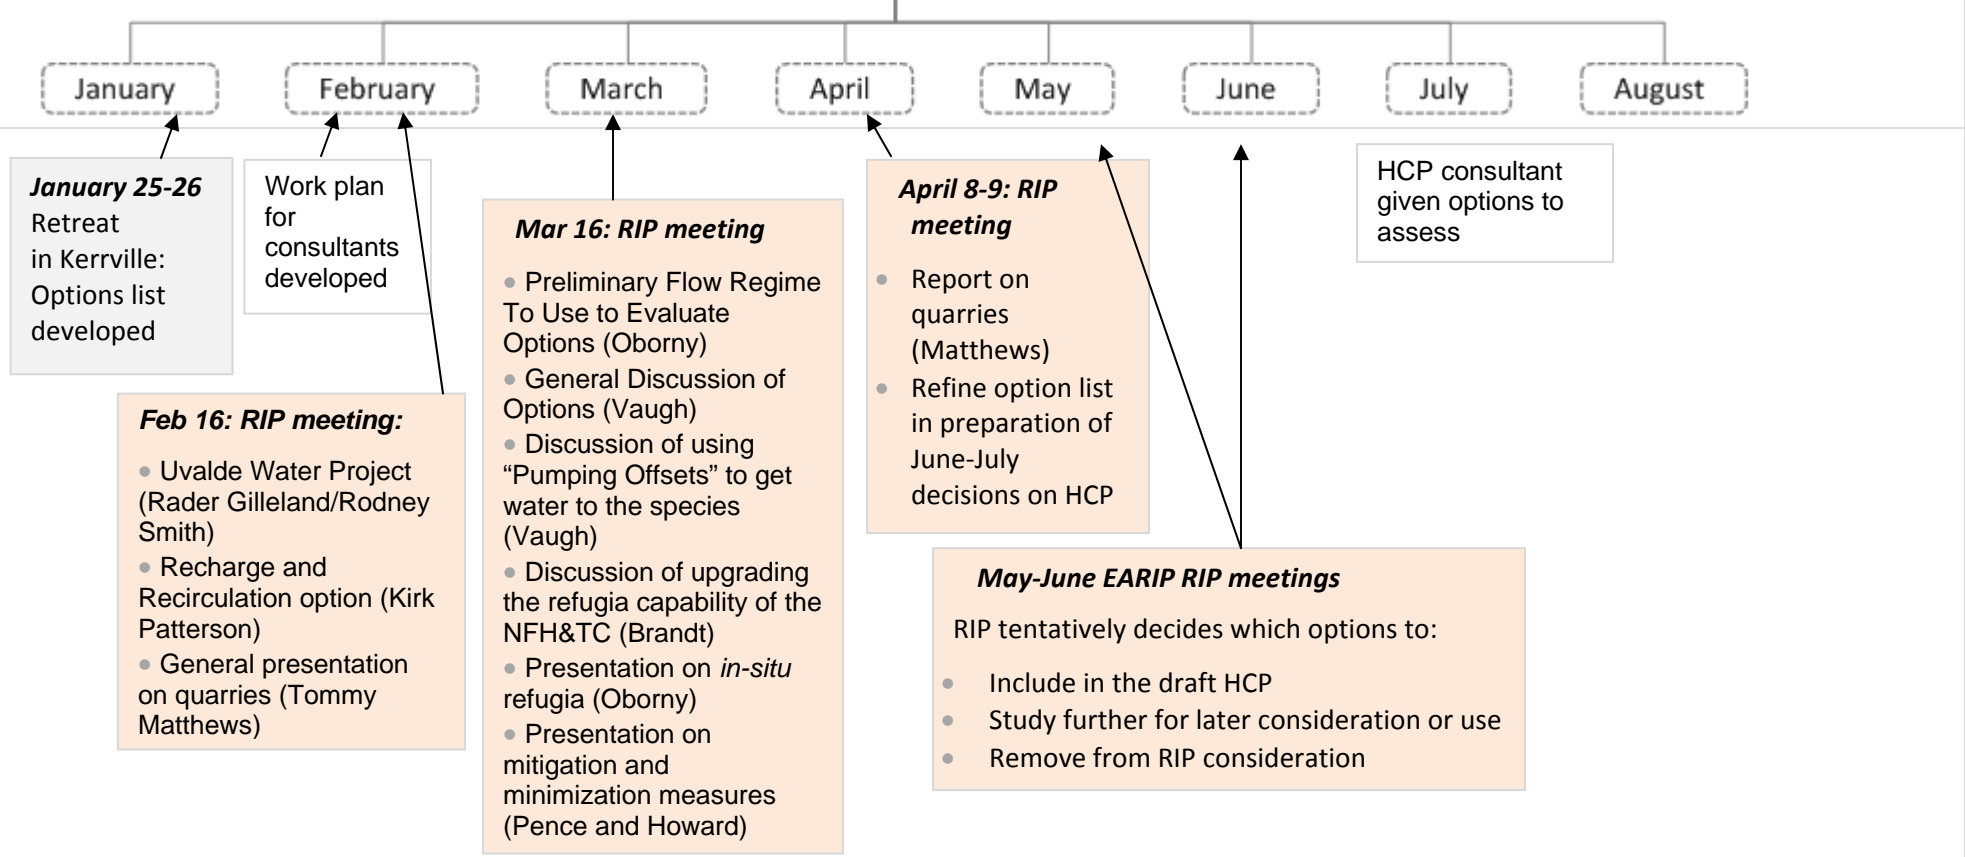 January
February
March
April
May
June
July
August
January 25-26
Retreat
in Kerrville:
Options list
developed
Work plan
for
consultants
developed
Feb 16: RIP meeting:
• Uvalde Water Project
(Rader Gilleland/Rodney
Smith)
• Recharge and
Recirculation option (Kirk
Patterson)
• General presentation
on quarries (Tommy
Matthews)
Mar 16: RIP meeting
• Preliminary Flow Regime
To Use to Evaluate
Options (Oborny)
• General Discussion of
Options (Vaugh)
• Discussion of using
“Pumping Offsets” to get
water to the species
(Vaugh)
• Discussion of upgrading
the refugia capability of the
NFH&TC (Brandt)
• Presentation on in-situ
refugia (Oborny)
• Presentation on
mitigation and
minimization measures
(Pence and Howard)
April 8-9: RIP
meeting
• Report on
quarries
(Matthews)
• Refine option list
in preparation of
June-July
decisions on HCP
May-June EARIP RIP meetings
RIP tentatively decides which options to:
• Include in the draft HCP
• Study further for later consideration or use
• Remove from RIP consideration
HCP consultant
given options to
assess